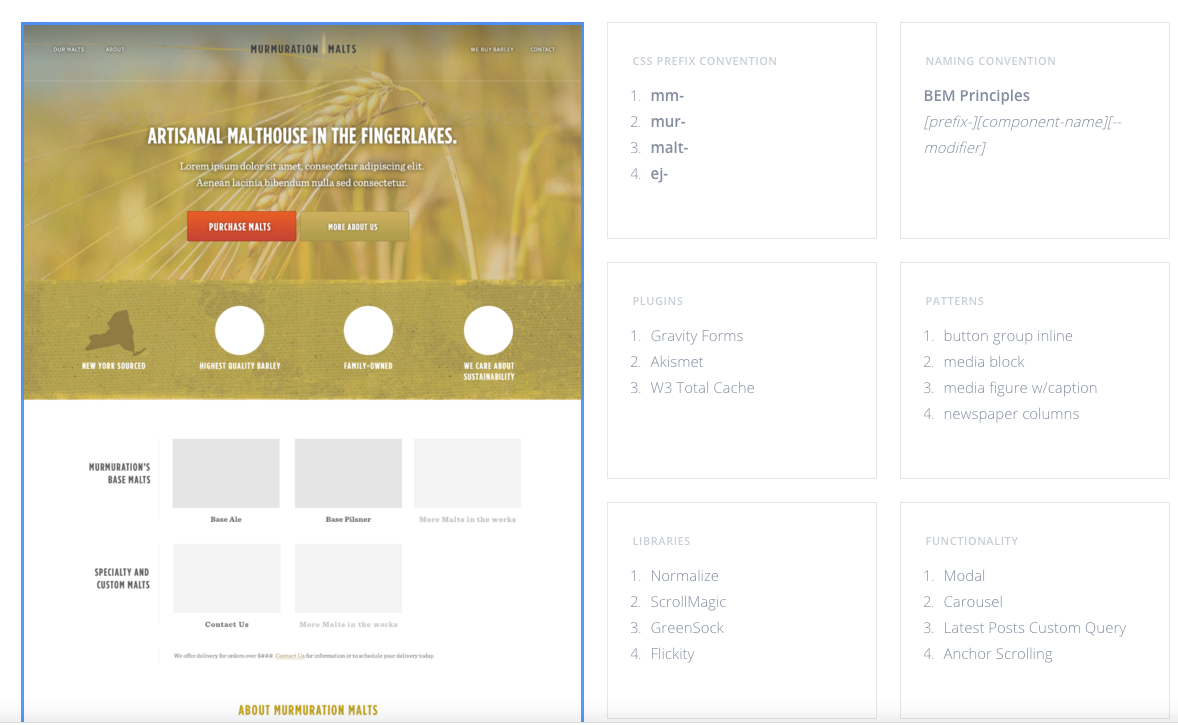 OUR MALTS
ABOUT
MURMURATION MALTS
WE BUY BARLEY
CONTACT
ARTISANAL MALTHOUSE IN THE FINGERLAKES.
Lorem ipsum dolor sit amet, consectetur adipiscing elit.
Aenean lacinia bibendum nulla sed consectetur.
PURCHASE MALTS
MORE ABOUT US
NEW YORK SOURCED
HIGHEST QUALITY BARLEY
FAMILY-OWNED
WE CARE ABOUT
SUSTAINABILITY
MURMURATION'S
BASE MALTS
Base Ale
Base Pilsner
More Malts in the works
SPECIALTY AND
CUSTOM MALTS
Contact Us
More Malts in the works
We offer delivery for orders over $###. Contact Us for information or to schedule your delivery today.
ABOUT MURMURATION MALTS
CSS PREFIX CONVENTION
1. mm-
2. mur-
3. malt-
4. ej-
NAMING CONVENTION
BEM Principles
[prefix-][component-name][--
modifier]
PLUGINS
1. Gravity Forms
2. Akismet
3. W3 Total Cache
PATTERNS
1. button group inline
2. media block
3. media figure w/caption
4. newspaper columns
LIBRARIES
1. Normalize
2. ScrollMagic
3. GreenSock
4. Flickity
FUNCTIONALITY
1. Modal
2. Carousel
3. Latest Posts Custom Query
4. Anchor Scrolling